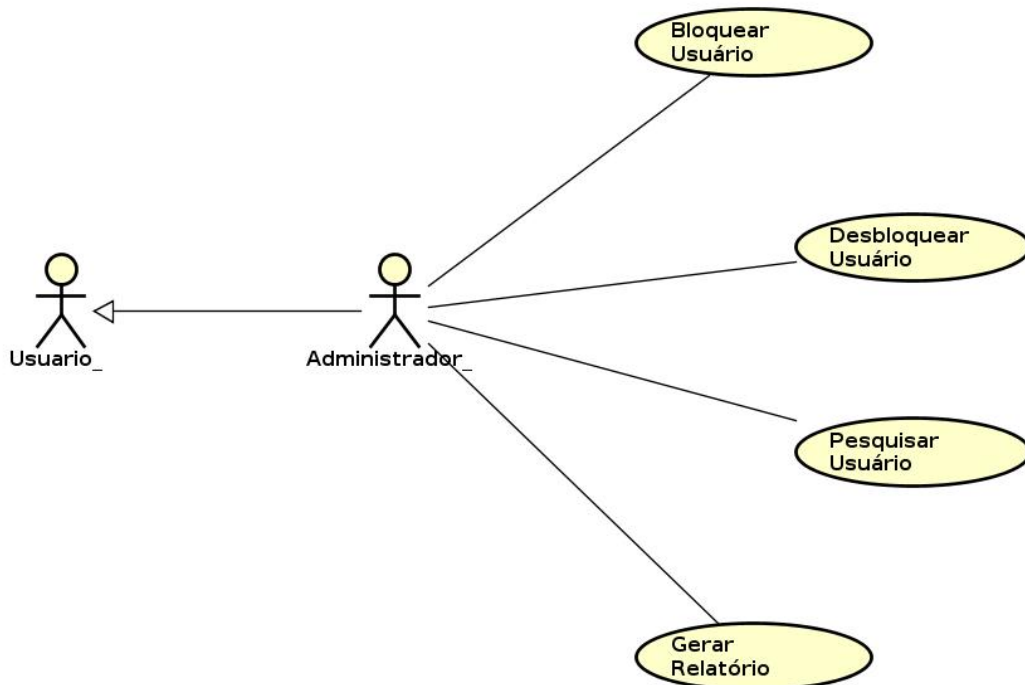 Bloquear
Usuário
Desbloquear
Usuário
Usuario_
Administrador_
Pesquisar
Usuário
Gerar
Relatório